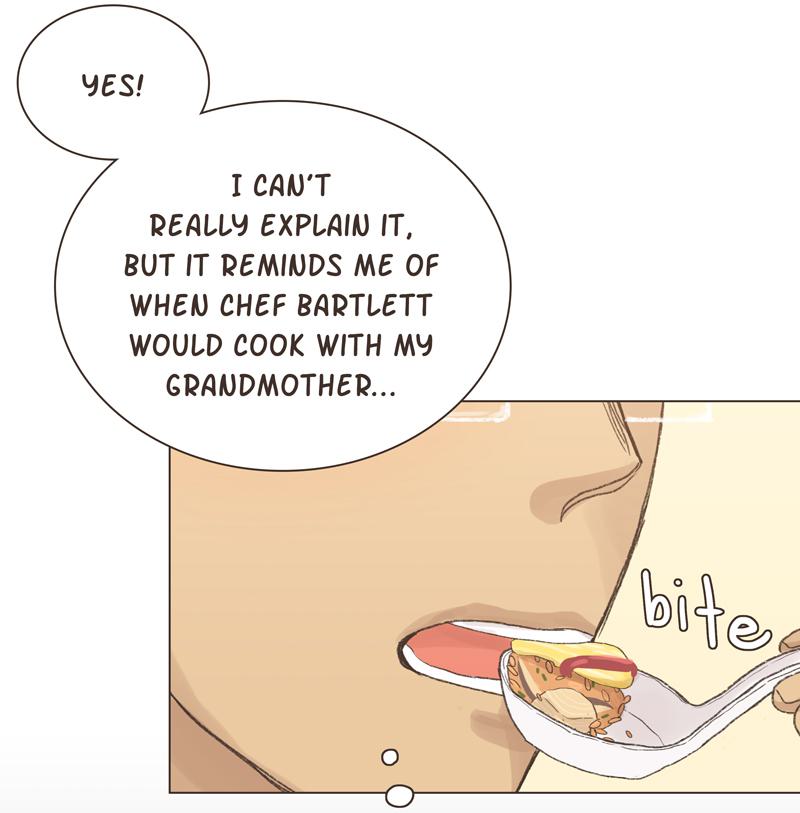 YES!
I CAN'T
REALLY EXPLAIN IT,
BUT IT REMINDS ME OF
WHEN CHEF BARTLETT
WOULD COOK WITH MY
GRANDMOTHER...
bite